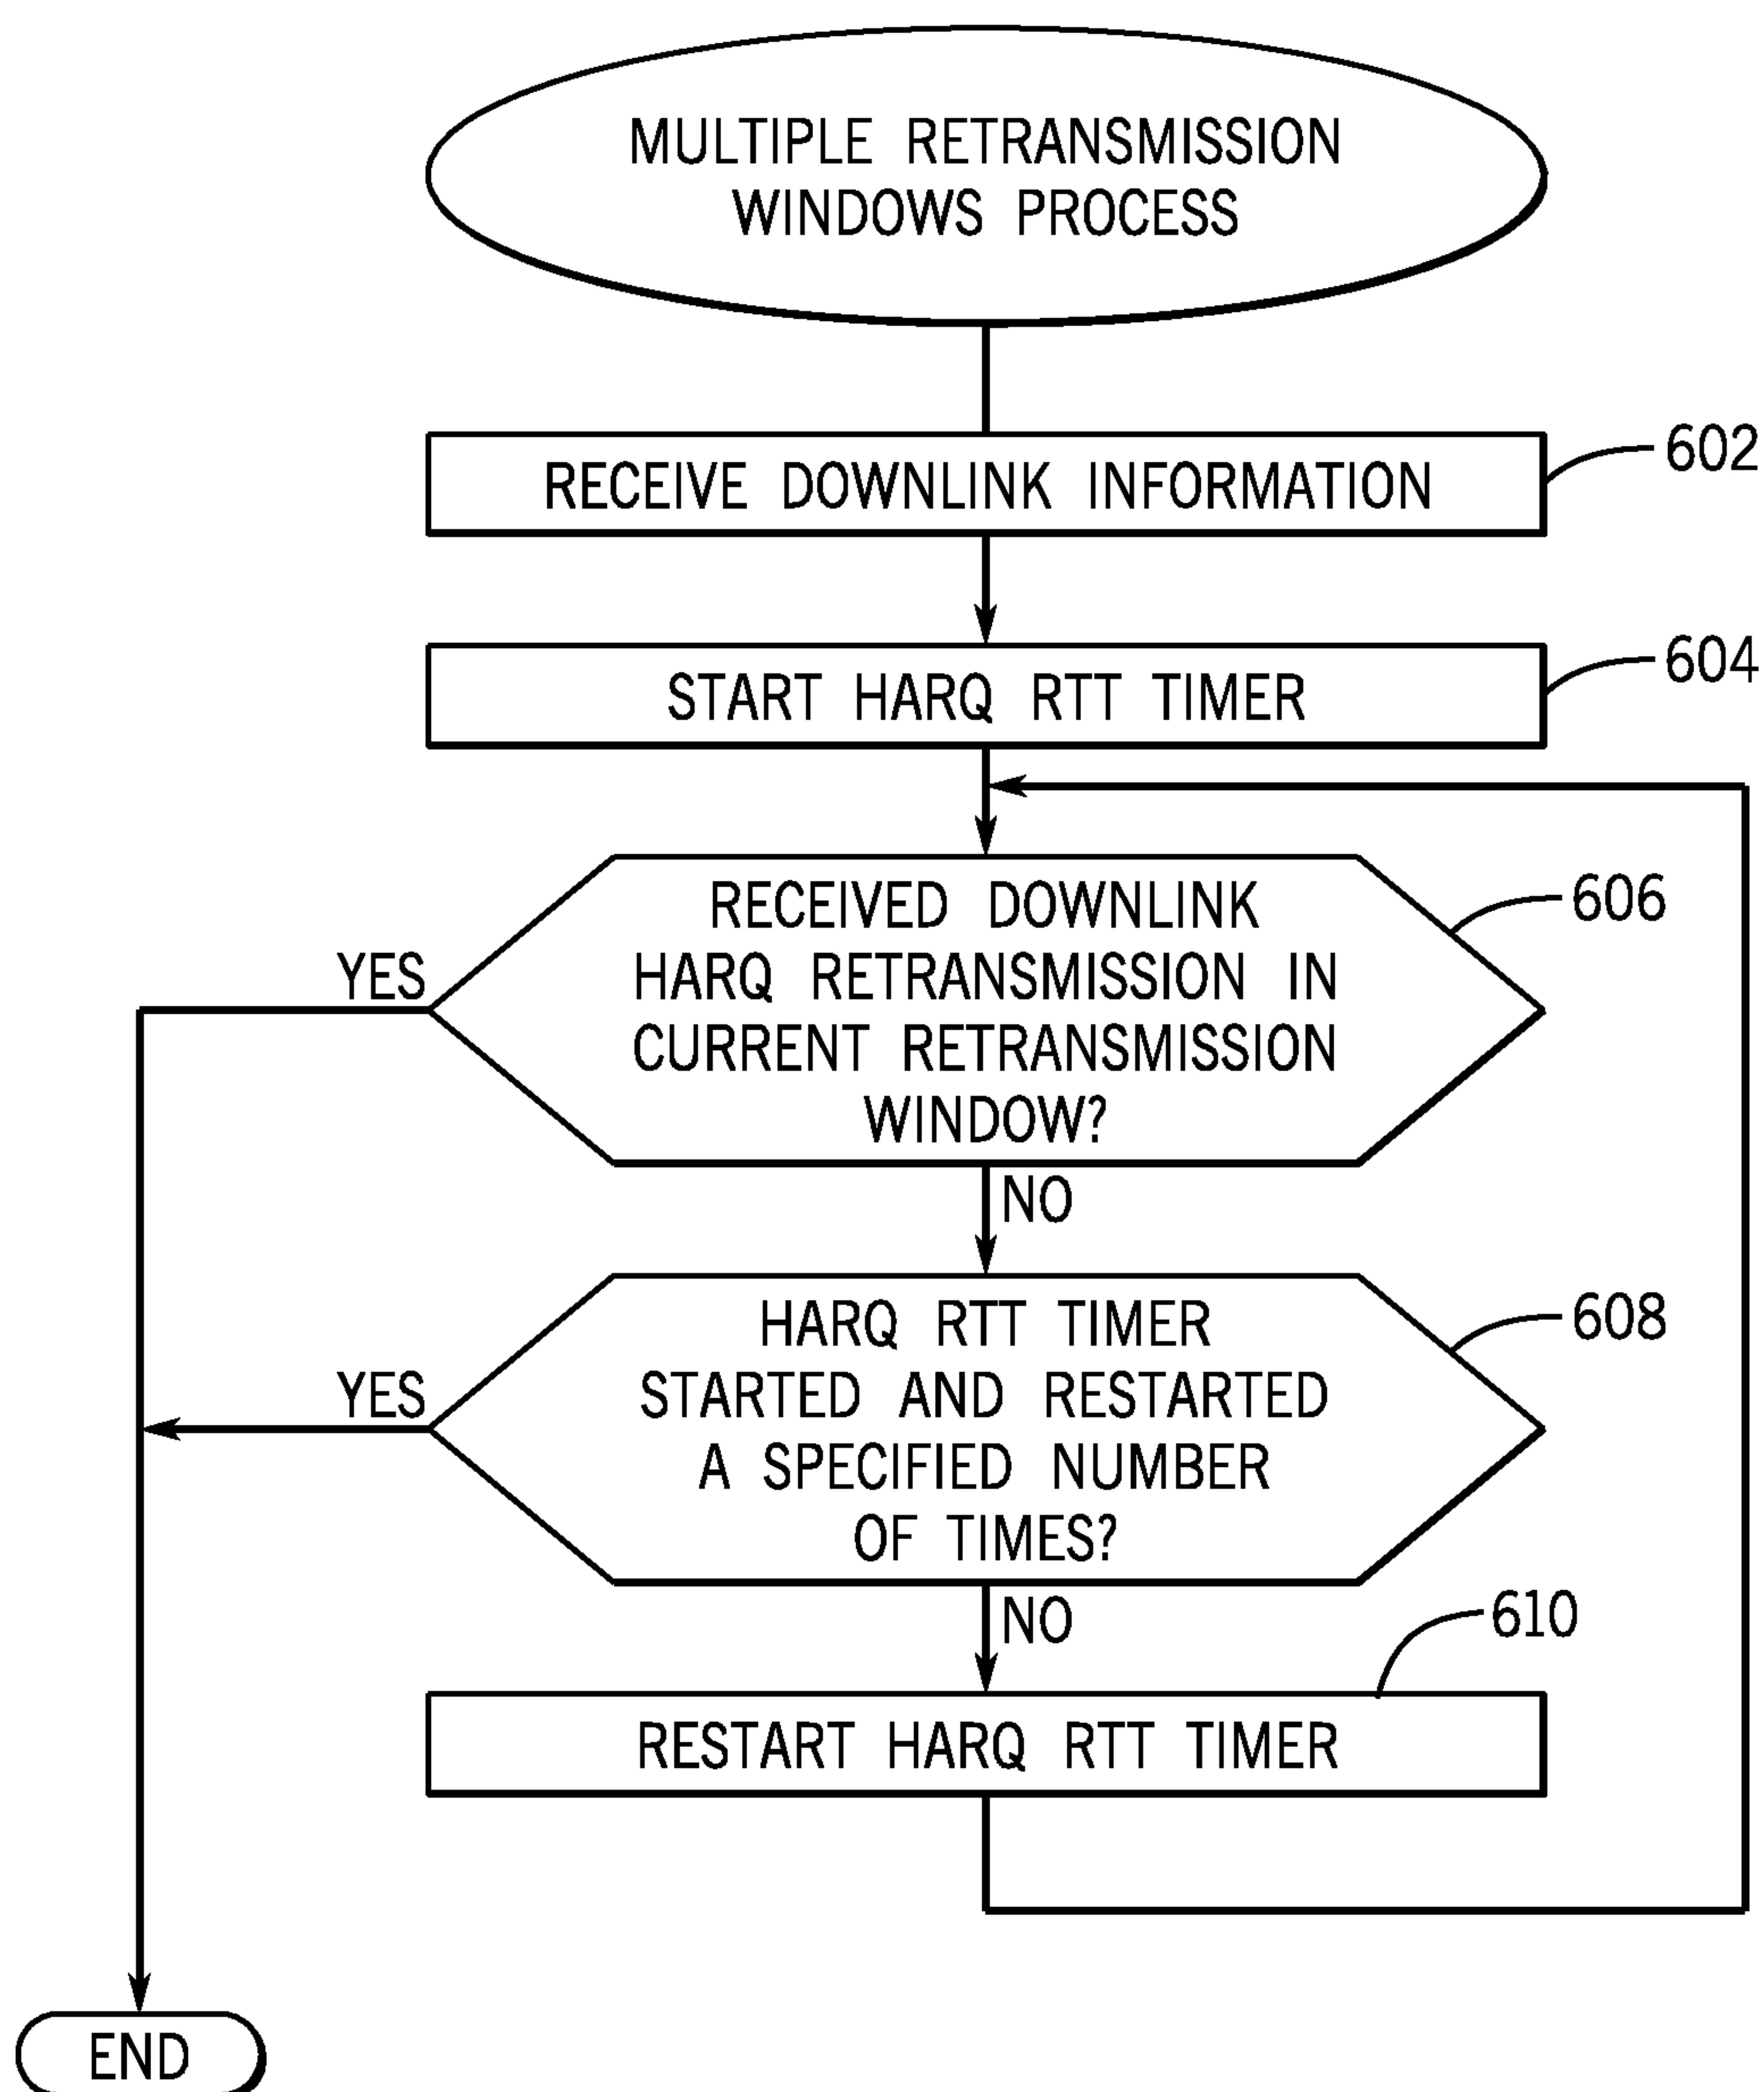 MULTIPLE RETRANSMISSION
WINDOWS PROCESS
RECEIVE DOWNLINK INFORMATION
602
START HARQ RTT TIMER
604
RECEIVED DOWNLINK
HARQ RETRANSMISSION IN
CURRENT RETRANSMISSION
WINDOW?
606
YES
NO
HARQ RTT TIMER
STARTED AND RESTARTED
A SPECIFIED NUMBER
OF TIMES?
608
YES
NO
610
RESTART HARQ RTT TIMER
END